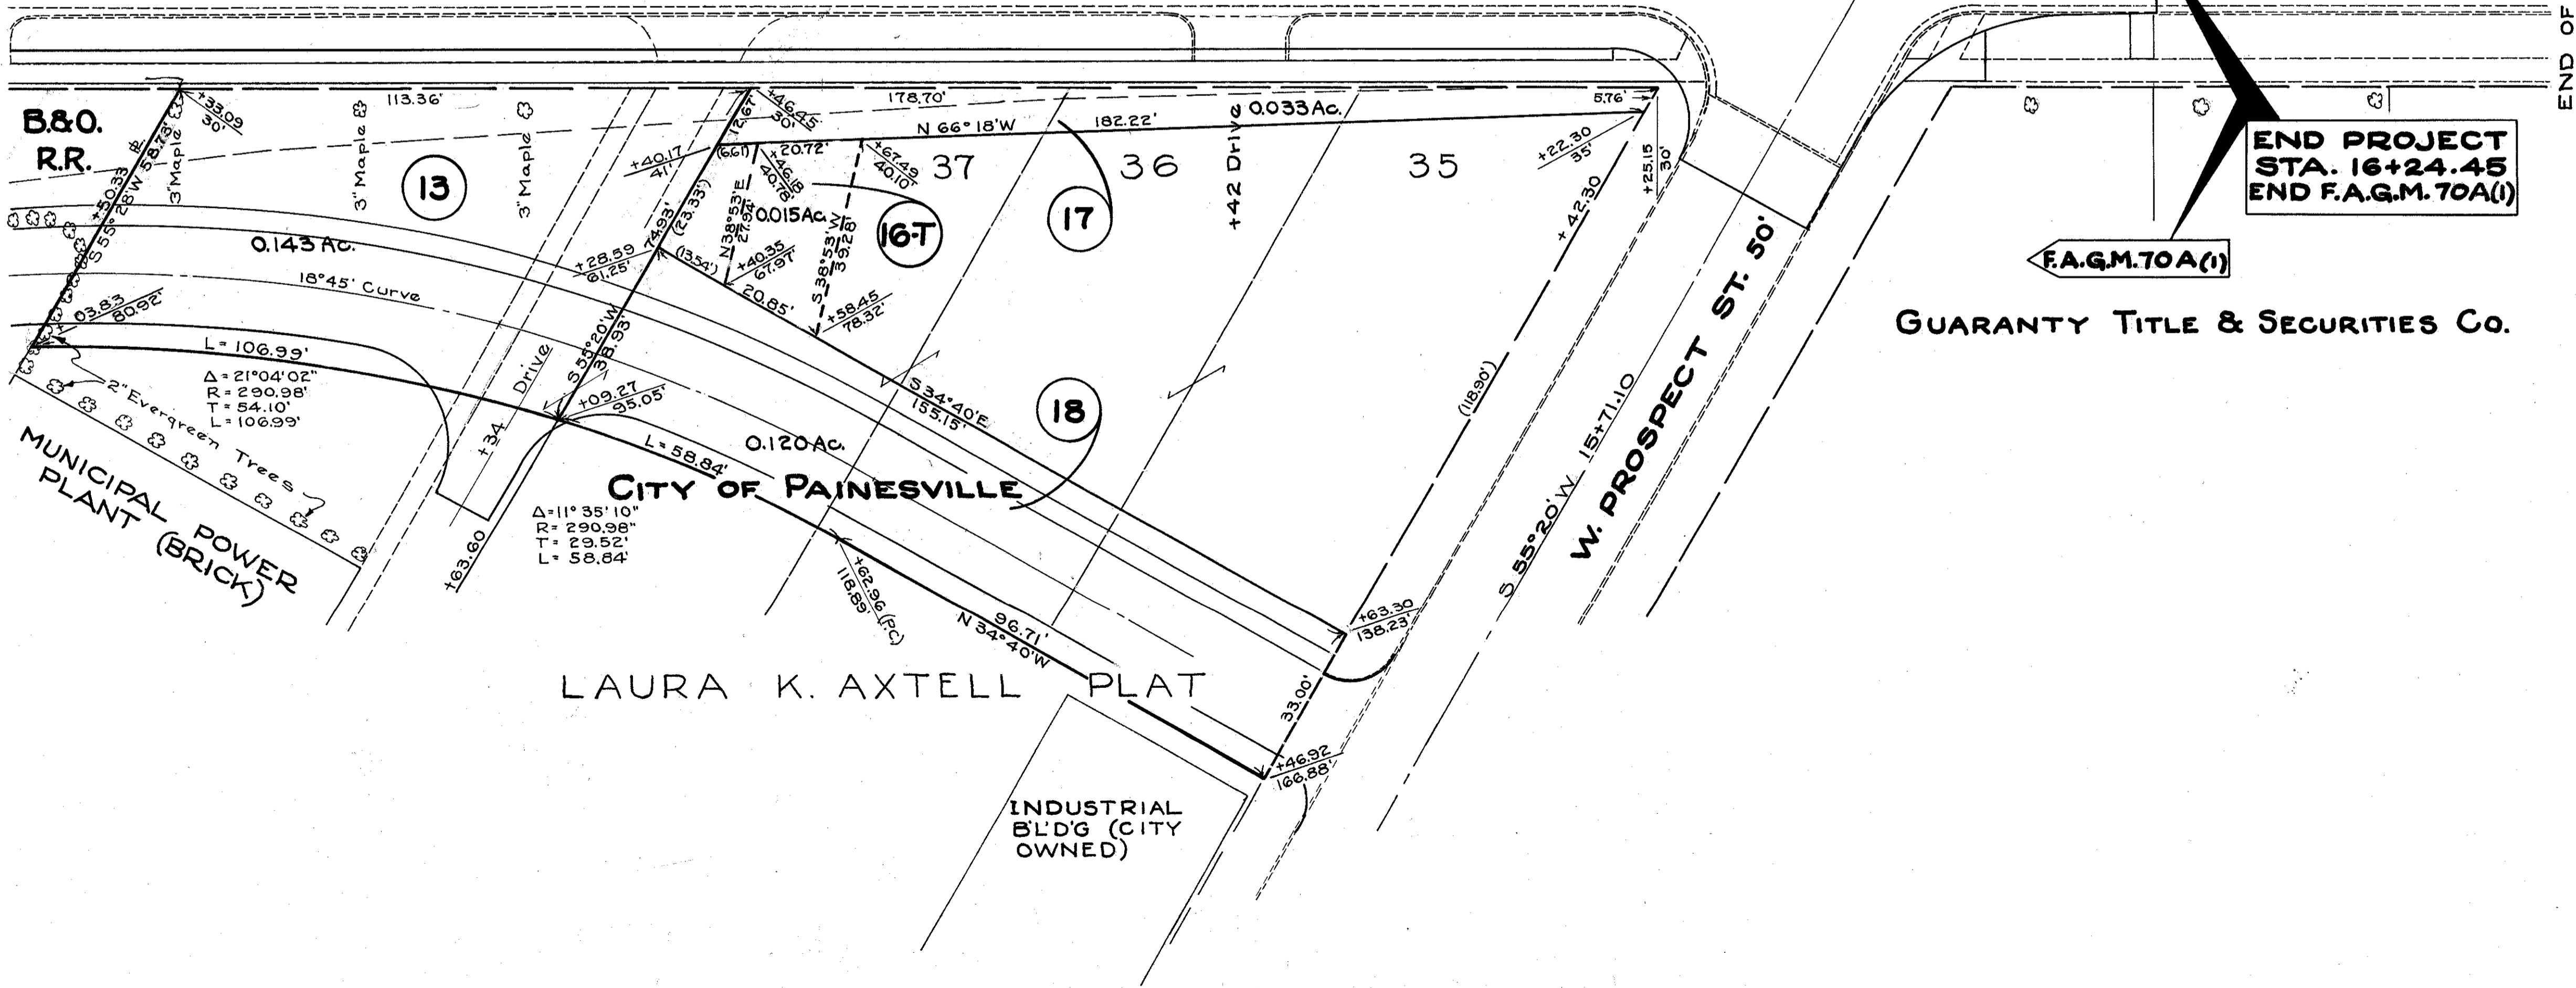 END OF
B.&O.
R.R.
+50.33 ℞
S 55° 28' W 58.73'
3" Maple
+33.09
30'
113.36'
3" Maple
13
3" Maple
0.143 Ac.
18°45' Curve
03.83
80.92'
L = 106.99'
Δ = 21°04'02"
R = 290.98'
T = 54.10'
L = 106.99'
2" Evergreen Trees
MUNICIPAL POWER
PLANT
(BRICK)
+34 Drive
+63.60
12.67'
+46.45
30'
178.70'
5.76'
N 66° 18' W
182.22'
0.033 Ac.
+42 Drive
+40.17
41'
(6.61)
20.72'
+46.18
40.78'
+67.49
40.10'
37
36
35
+22.30
35'
+25.15
30'
+42.30
74.93'
(23.33')
N 38° 53' E
27.94'
0.015 Ac.
S 38° 53' W
39.28'
16-T
17
+28.59
61.25'
(13.54')
+40.35
67.97'
20.85'
+58.45
78.32'
S 55° 20' W
38.93'
+09.27
95.05'
S 34° 40' E
155.15'
18
(118.90')
L = 58.84'
0.120 Ac.
CITY OF PAINESVILLE
Δ = 11° 35' 10"
R = 290.98"
T = 29.52'
L = 58.84'
+62.96 (P.C.)
118.89'
96.71'
N 34° 40' W
LAURA K. AXTELL PLAT
+63.30
138.23'
33.00'
+46.92
166.88'
INDUSTRIAL
B'L'D'G (CITY
OWNED)
S 55° 20' W 15+71.10
W. PROSPECT ST. 50'
END PROJECT
STA. 16+24.45
END F.A.G.M. 70A(1)
F.A.G.M. 70A(1)
GUARANTY TITLE & SECURITIES CO.